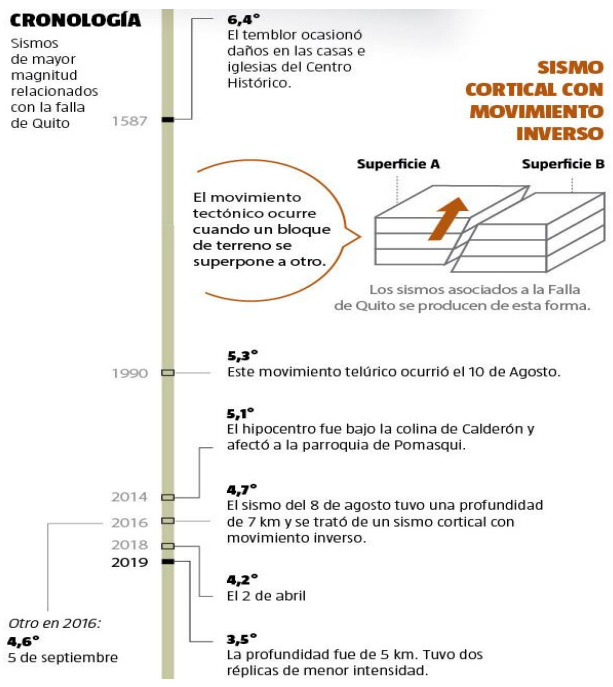 CRONOLOGÍA
Sismos
de mayor
magnitud
relacionados
con la falla
de Quito
1587
6,4°
El temblor ocasionó
daños en las casas e
iglesias del Centro
Histórico.
SISMO
CORTICAL CON
MOVIMIENTO
INVERSO
Superficie A
Superficie B
El movimiento
tectónico ocurre
cuando un bloque
de terreno se
superpone a otro.
Los sismos asociados a la Falla
de Quito se producen de esta forma.
1990
5,3°
Este movimiento telúrico ocurrió el 10 de Agosto.
2014
5,1°
El hipocentro fue bajo la colina de Calderón y
afectó a la parroquia de Pomasqui.
2016
4,7°
El sismo del 8 de agosto tuvo una profundidad
de 7 km y se trató de un sismo cortical con
movimiento inverso.
Otro en 2016:
4,6°
5 de septiembre
2018
4,2°
El 2 de abril
2019
3,5°
La profundidad fue de 5 km. Tuvo dos
réplicas de menor intensidad.